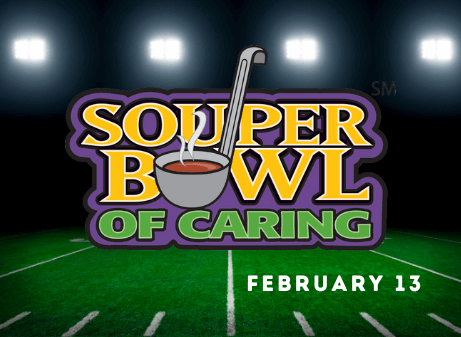 SM
SOUPER
BOWL
OF CARING
FEBRUARY 13